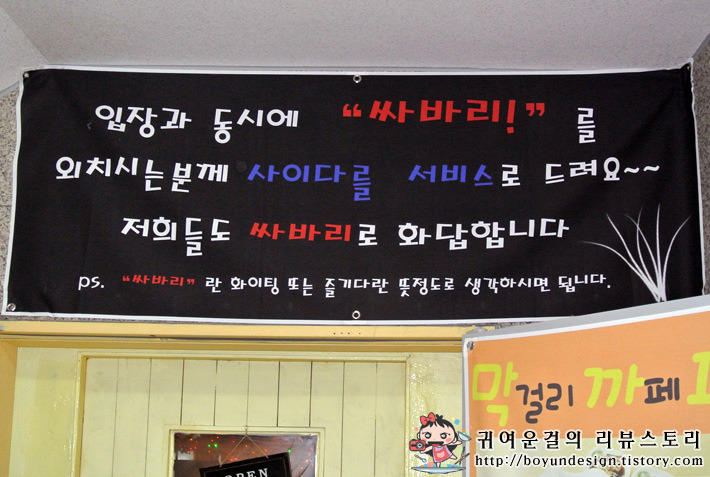 입장과 동시에 “싸바리!” 를
외치시는분께 사이다를 서비스로 드려요~~
저희들도 싸바리로 화답합니다
ps. “싸바리” 란 화이팅 또는 즐기다란 뜻정도로 생각하시면 됩니다.
막걸리 까페
OPEN
귀여운걸의 리뷰스토리
http://boyundesign.tistory.com/